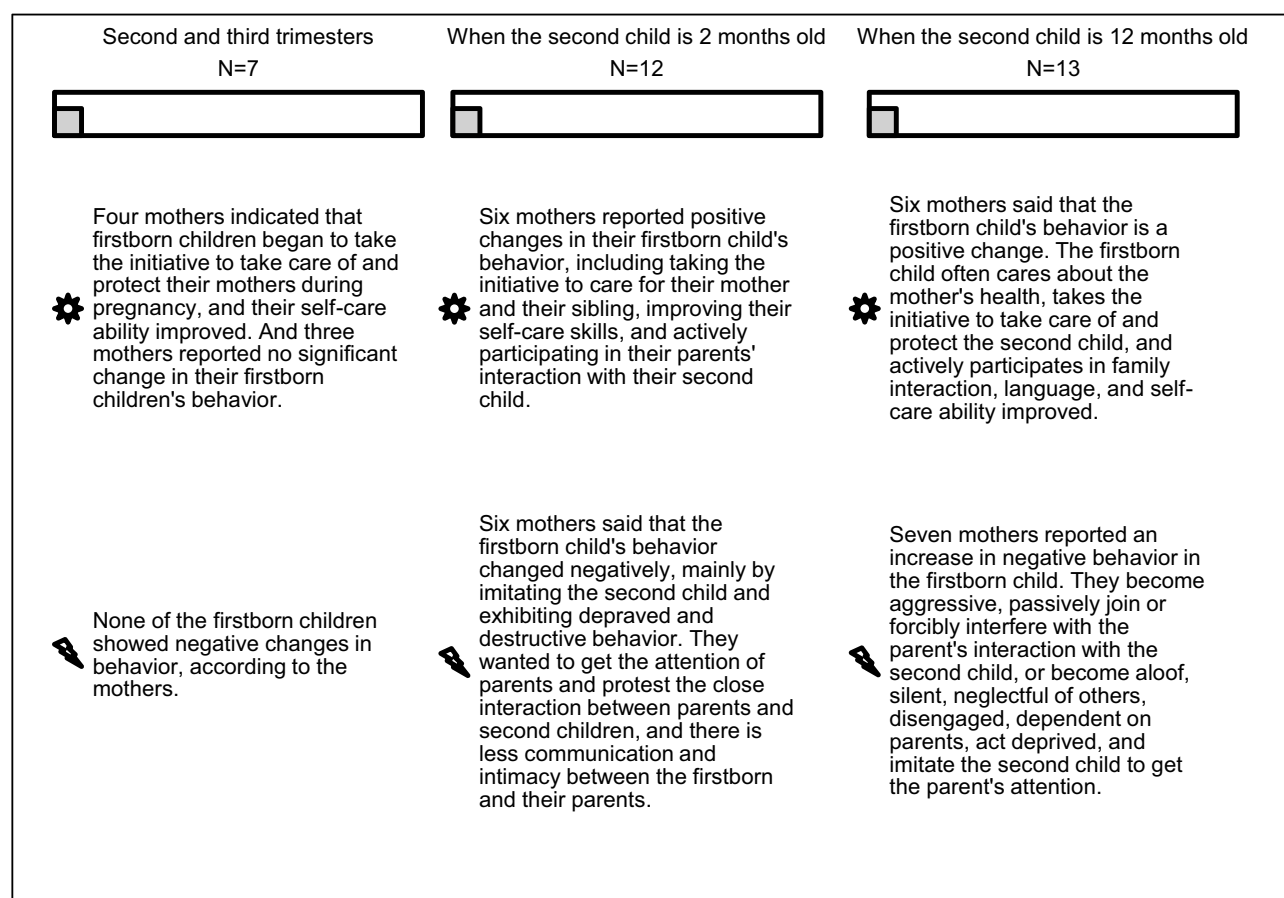 Second and third trimesters
N=7
When the second child is 2 months old
N=12
When the second child is 12 months old
N=13
Four mothers indicated that
firstborn children began to take
the initiative to take care of and
protect their mothers during
pregnancy, and their self-care
ability improved. And three
mothers reported no significant
change in their firstborn
children's behavior.
Six mothers reported positive
changes in their firstborn child's
behavior, including taking the
initiative to care for their mother
and their sibling, improving their
self-care skills, and actively
participating in their parents'
interaction with their second
child.
Six mothers said that the
firstborn child's behavior is a
positive change. The firstborn
child often cares about the
mother's health, takes the
initiative to take care of and
protect the second child, and
actively participates in family
interaction, language, and self-
care ability improved.
None of the firstborn children
showed negative changes in
behavior, according to the
mothers.
Six mothers said that the
firstborn child's behavior
changed negatively, mainly by
imitating the second child and
exhibiting depraved and
destructive behavior. They
wanted to get the attention of
parents and protest the close
interaction between parents and
second children, and there is
less communication and
intimacy between the firstborn
and their parents.
Seven mothers reported an
increase in negative behavior in
the firstborn child. They become
aggressive, passively join or
forcibly interfere with the
parent's interaction with the
second child, or become aloof,
silent, neglectful of others,
disengaged, dependent on
parents, act deprived, and
imitate the second child to get
the parent's attention.